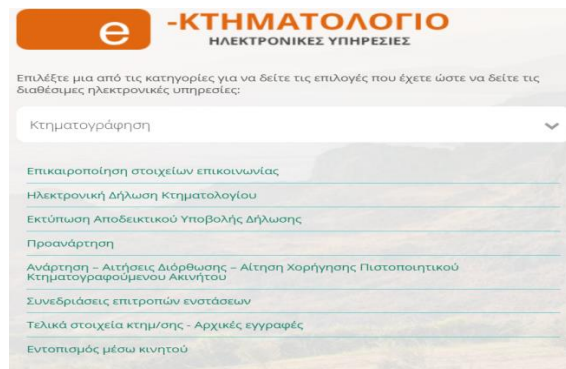 e -ΚΤΗΜΑΤΟΛΟΓΙΟ
ΗΛΕΚΤΡΟΝΙΚΕΣ ΥΠΗΡΕΣΙΕΣ
Επιλέξτε μια από τις κατηγορίες για να δείτε τις επιλογές που έχετε ώστε να δείτε τις
διαθέσιμες ηλεκτρονικές υπηρεσίες:
Κτηματογράφηση
Επικαιροποίηση στοιχείων επικοινωνίας
Ηλεκτρονική Δήλωση Κτηματολογίου
Εκτύπωση Αποδεικτικού Υποβολής Δήλωσης
Προανάρτηση
Ανάρτηση – Αιτήσεις Διόρθωσης – Αίτηση Χορήγησης Πιστοποιητικού
Κτηματογραφούμενου Ακινήτου
Συνεδριάσεις επιτροπών ενστάσεων
Τελικά στοιχεία κτημ/σης - Αρχικές εγγραφές
Εντοπισμός μέσω κινητού